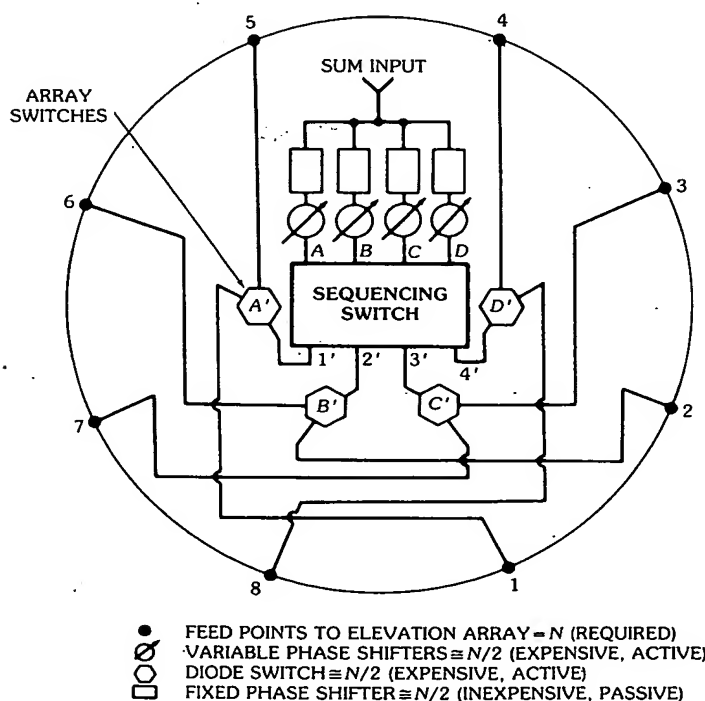 5
4
SUM INPUT
ARRAY
SWITCHES
3
6
A B C D
SEQUENCING
SWITCH
A'
D'
1' 2' 3' 4'
B'
C'
2
7
8
1
FEED POINTS TO ELEVATION ARRAY = N (REQUIRED)
VARIABLE PHASE SHIFTERS ≅ N/2 (EXPENSIVE, ACTIVE)
DIODE SWITCH ≅ N/2 (EXPENSIVE, ACTIVE)
FIXED PHASE SHIFTER ≅ N/2 (INEXPENSIVE, PASSIVE)